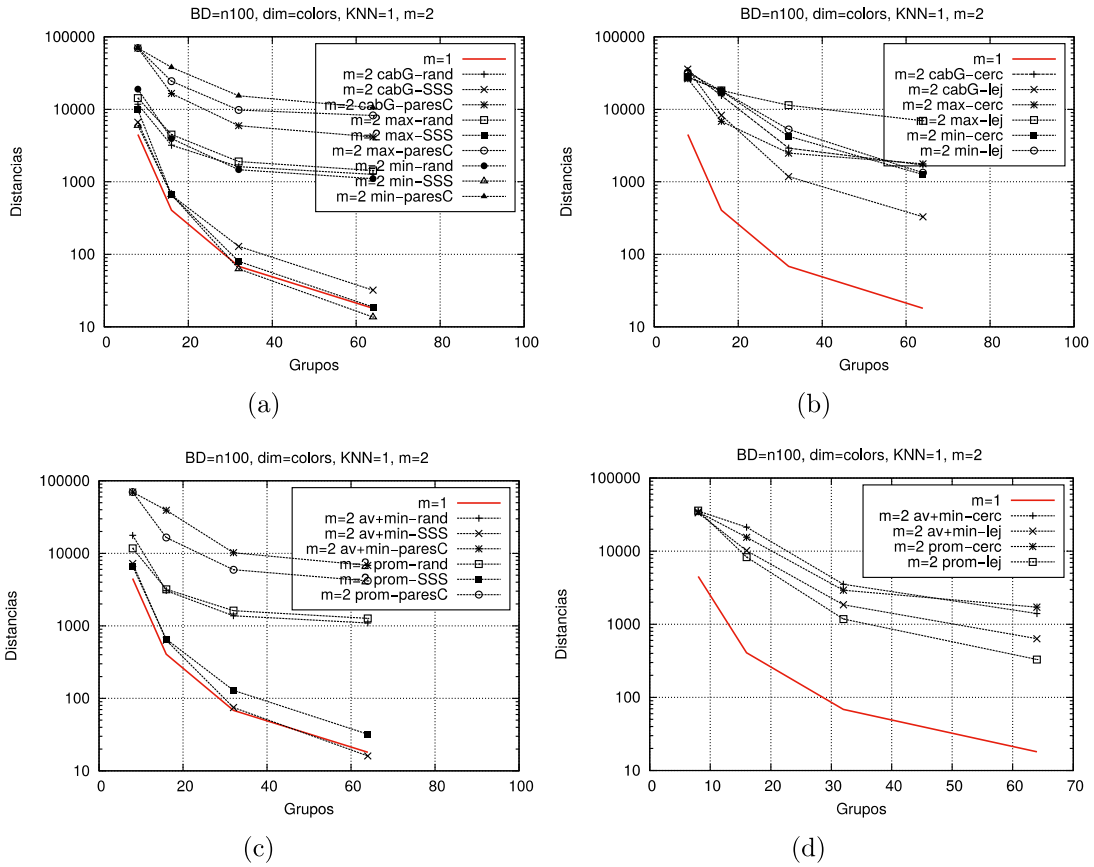 BD=n100, dim=colors, KNN=1, m=2
100000
10000
1000
100
10
0
20
40
60
80
100
Distancias
Grupos
m=1
m=2 cabG-rand
m=2 cabG-SSS
m=2 cabG-paresC
m=2 max-rand
m=2 max-SSS
m=2 max-paresC
m=2 min-rand
m=2 min-SSS
m=2 min-paresC
(a)
BD=n100, dim=colors, KNN=1, m=2
100000
10000
1000
100
10
0
20
40
60
80
100
Distancias
Grupos
m=1
m=2 cabG-cerc
m=2 cabG-lej
m=2 max-cerc
m=2 max-lej
m=2 min-cerc
m=2 min-lej
(b)
BD=n100, dim=colors, KNN=1, m=2
100000
10000
1000
100
10
0
20
40
60
80
100
Distancias
Grupos
m=1
m=2 av+min-rand
m=2 av+min-SSS
m=2 av+min-paresC
m=2 prom-rand
m=2 prom-SSS
m=2 prom-paresC
(c)
BD=n100, dim=colors, KNN=1, m=2
100000
10000
1000
100
10
0
10
20
30
40
50
60
70
Distancias
Grupos
m=1
m=2 av+min-cerc
m=2 av+min-lej
m=2 prom-cerc
m=2 prom-lej
(d)